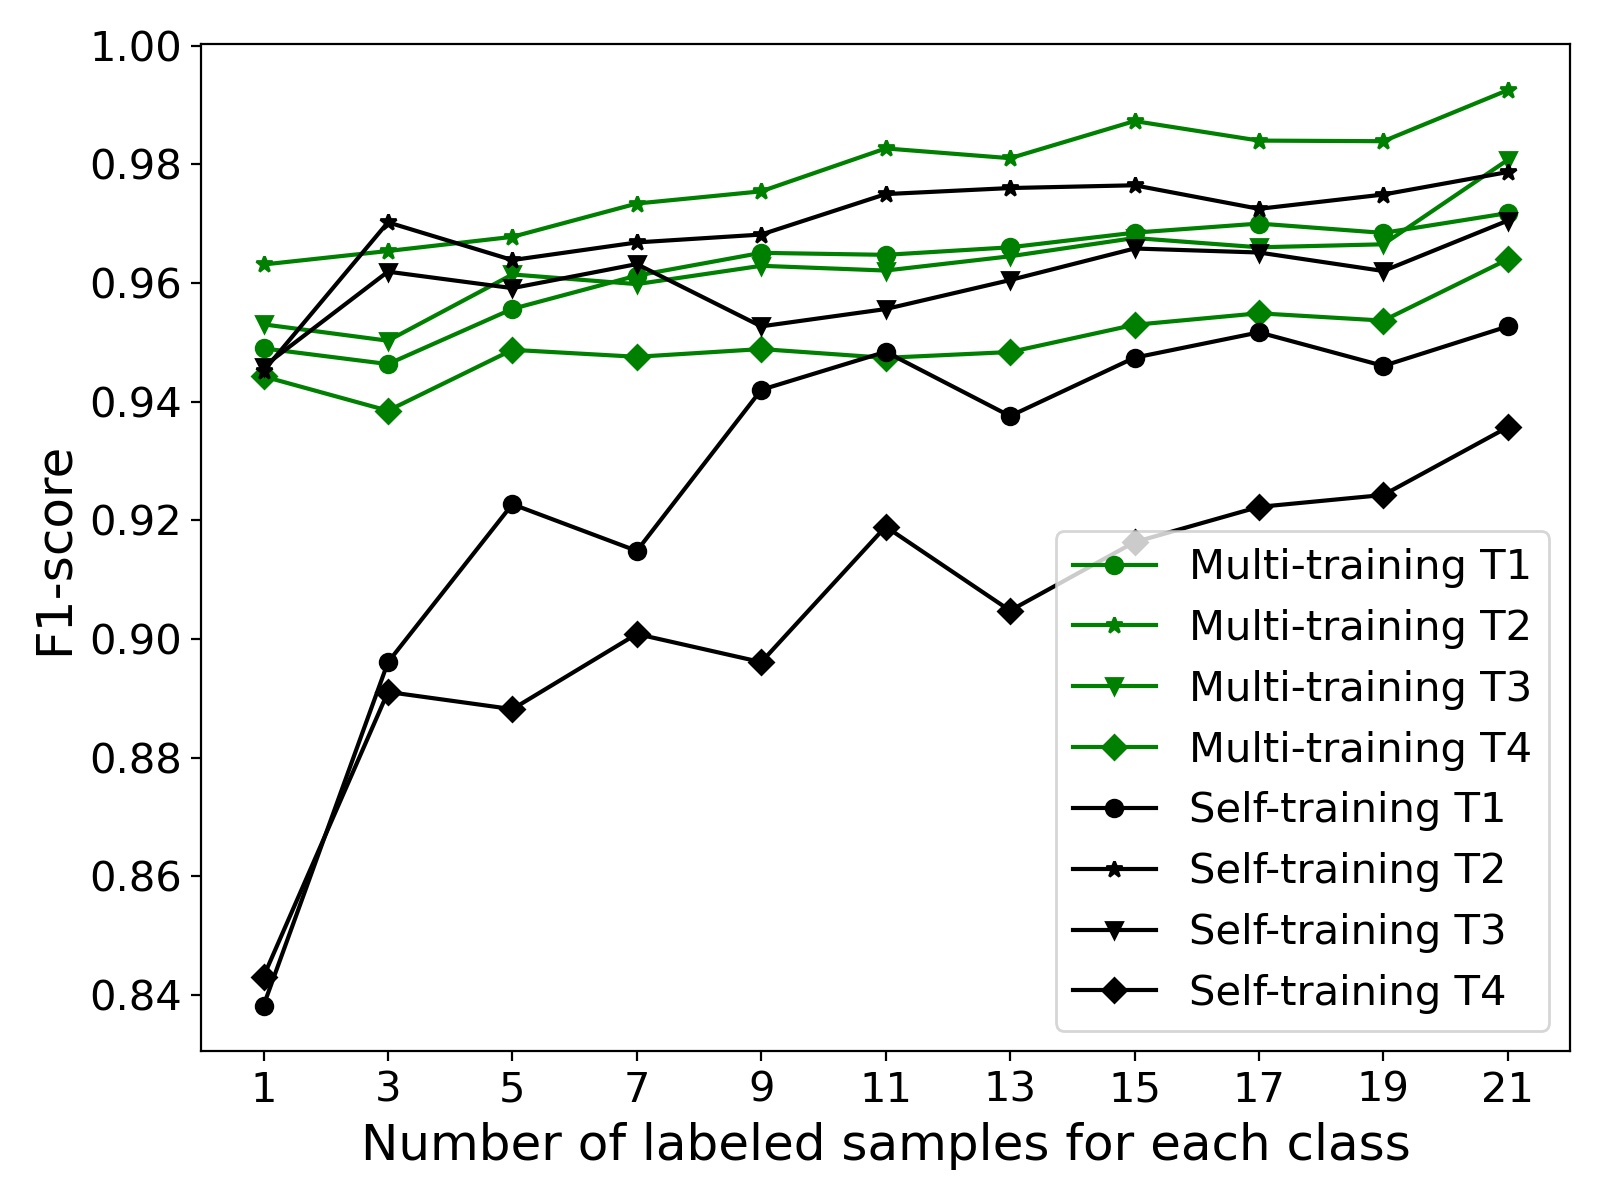 1.00
0.98
0.96
0.94
0.92
0.90
0.88
0.86
0.84
F1-score
Multi-training T1
Multi-training T2
Multi-training T3
Multi-training T4
Self-training T1
Self-training T2
Self-training T3
Self-training T4
1 3 5 7 9 11 13 15 17 19 21
Number of labeled samples for each class